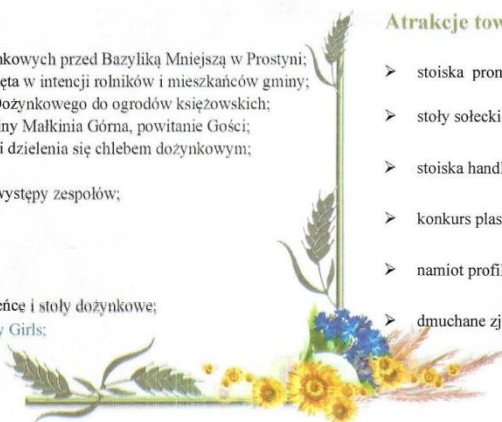 nkowych przed Bazyliką Mniejszą w Prostyni;
ęta w intencji rolników i mieszkańców gminy;
Dożynkowego do ogrodów księżowskich;
iny Małkinia Górna, powitanie Gości;
i dzielenia się chlebem dożynkowym;
występy zespołów;
eńce i stoły dożynkowe;
y Girls;
Atrakcje tow
➢ stoiska prom
➢ stoły sołecki
➢ stoiska handl
➢ konkurs plas
➢ namiot profil
➢ dmuchane zj